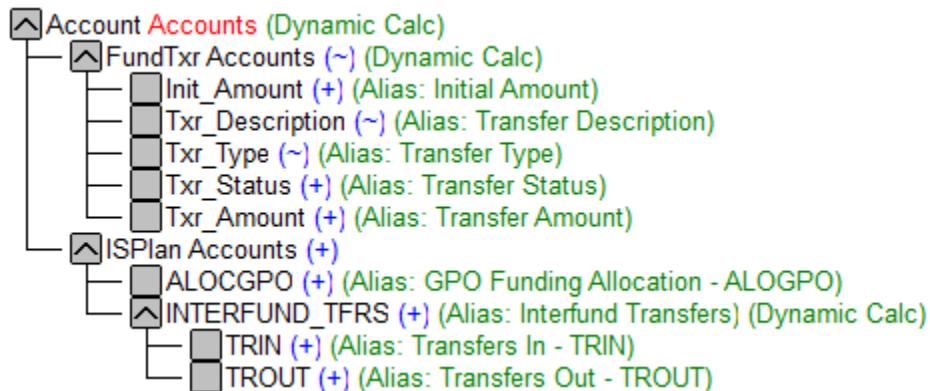 Account Accounts (Dynamic Calc)
FundTxr Accounts (~) (Dynamic Calc)
Init_Amount (+) (Alias: Initial Amount)
Txr_Description (~) (Alias: Transfer Description)
Txr_Type (~) (Alias: Transfer Type)
Txr_Status (+) (Alias: Transfer Status)
Txr_Amount (+) (Alias: Transfer Amount)
ISPlan Accounts (+)
ALOCGPO (+) (Alias: GPO Funding Allocation - ALOGPO)
INTERFUND_TFRS (+) (Alias: Interfund Transfers) (Dynamic Calc)
TRIN (+) (Alias: Transfers In - TRIN)
TROUT (+) (Alias: Transfers Out - TROUT)